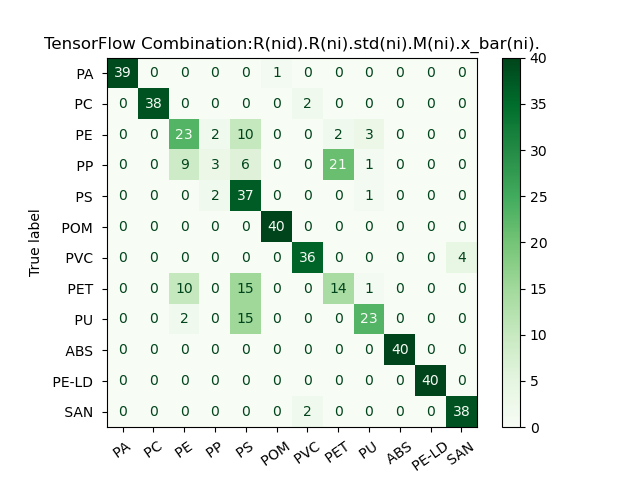 TensorFlow Combination:R(nid).R(ni).std(ni).M(ni).x_bar(ni).
PA 39 0 0 0 0 1 0 0 0 0 0 0
PC 0 38 0 0 0 0 2 0 0 0 0 0
PE 0 0 23 2 10 0 0 2 3 0 0 0
PP 0 0 9 3 6 0 0 21 1 0 0 0
PS 0 0 0 2 37 0 0 0 1 0 0 0
POM 0 0 0 0 0 40 0 0 0 0 0 0
PVC 0 0 0 0 0 0 36 0 0 0 0 4
PET 0 0 10 0 15 0 0 14 1 0 0 0
PU 0 0 2 0 15 0 0 0 23 0 0 0
ABS 0 0 0 0 0 0 0 0 0 40 0 0
PE-LD 0 0 0 0 0 0 0 0 0 0 40 0
SAN 0 0 0 0 0 0 2 0 0 0 0 38
PA PC PE PP PS POM PVC PET PU ABS PE-LD SAN
True label
40
35
30
25
20
15
10
5
0